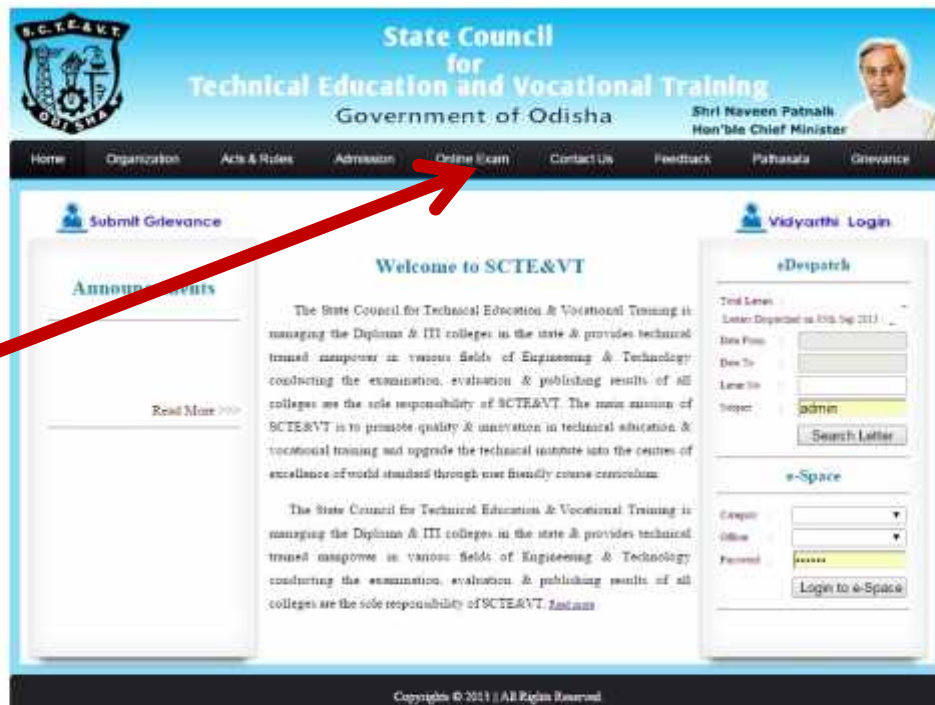 S.C.T.E.& V.T.
ODISHA
State Council
for
Technical Education and Vocational Training
Government of Odisha
Shri Naveen Patnaik
Hon'ble Chief Minister
Home Organization Acts & Rules Admission Online Exam Contact Us Feedback Pathasala Grievance
Submit Grievance
Vidyarthi Login
Announcements
Read More >>>
Welcome to SCTE&VT
The State Council for Technical Education & Vocational Training is
managing the Diploma & ITI colleges in the state & provides technical
trained manpower in various fields of Engineering & Technology
conducting the examination, evaluation & publishing results of all
colleges are the sole responsibility of SCTE&VT. The main mission of
SCTE&VT is to promote quality & innovation in technical education &
vocational training and upgrade the technical institute into the centres of
excellence of world standard through user friendly course curriculum.
The State Council for Technical Education & Vocational Training is
managing the Diploma & ITI colleges in the state & provides technical
trained manpower in various fields of Engineering & Technology
conducting the examination, evaluation & publishing results of all
colleges are the sole responsibility of SCTE&VT. Read more
eDespatch
Total Letters :
Date From :
Date To :
Letter No :
Subject : admin
Search Letter
e-Space
Category :
Officer :
Password :
Login to e-Space
Copyrights © 2013 || All Rights Reserved